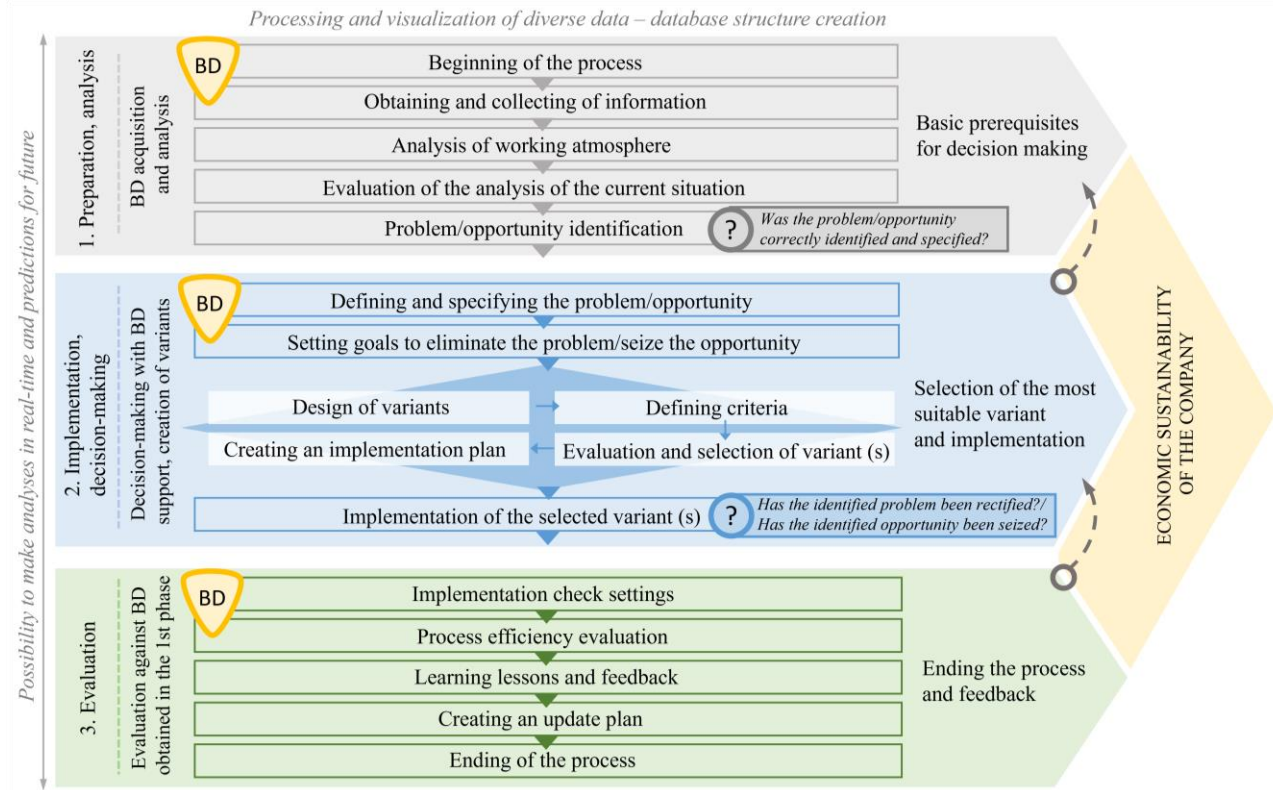 Processing and visualization of diverse data – database structure creation
Possibility to make analyses in real-time and predictions for future
1. Preparation, analysis
BD acquisition
and analysis
BD
Beginning of the process
Obtaining and collecting of information
Analysis of working atmosphere
Evaluation of the analysis of the current situation
Problem/opportunity identification
?
Was the problem/opportunity
correctly identified and specified?
Basic prerequisites
for decision making
2. Implementation,
decision-making
Decision-making with BD
support, creation of variants
BD
Defining and specifying the problem/opportunity
Setting goals to eliminate the problem/seize the opportunity
Design of variants
Defining criteria
Creating an implementation plan
Evaluation and selection of variant (s)
Implementation of the selected variant (s)
?
Has the identified problem been rectified?/
Has the identified opportunity been seized?
Selection of the most
suitable variant
and implementation
3. Evaluation
Evaluation against BD
obtained in the 1st phase
BD
Implementation check settings
Process efficiency evaluation
Learning lessons and feedback
Creating an update plan
Ending of the process
Ending the process
and feedback
ECONOMIC SUSTAINABILITY
OF THE COMPANY